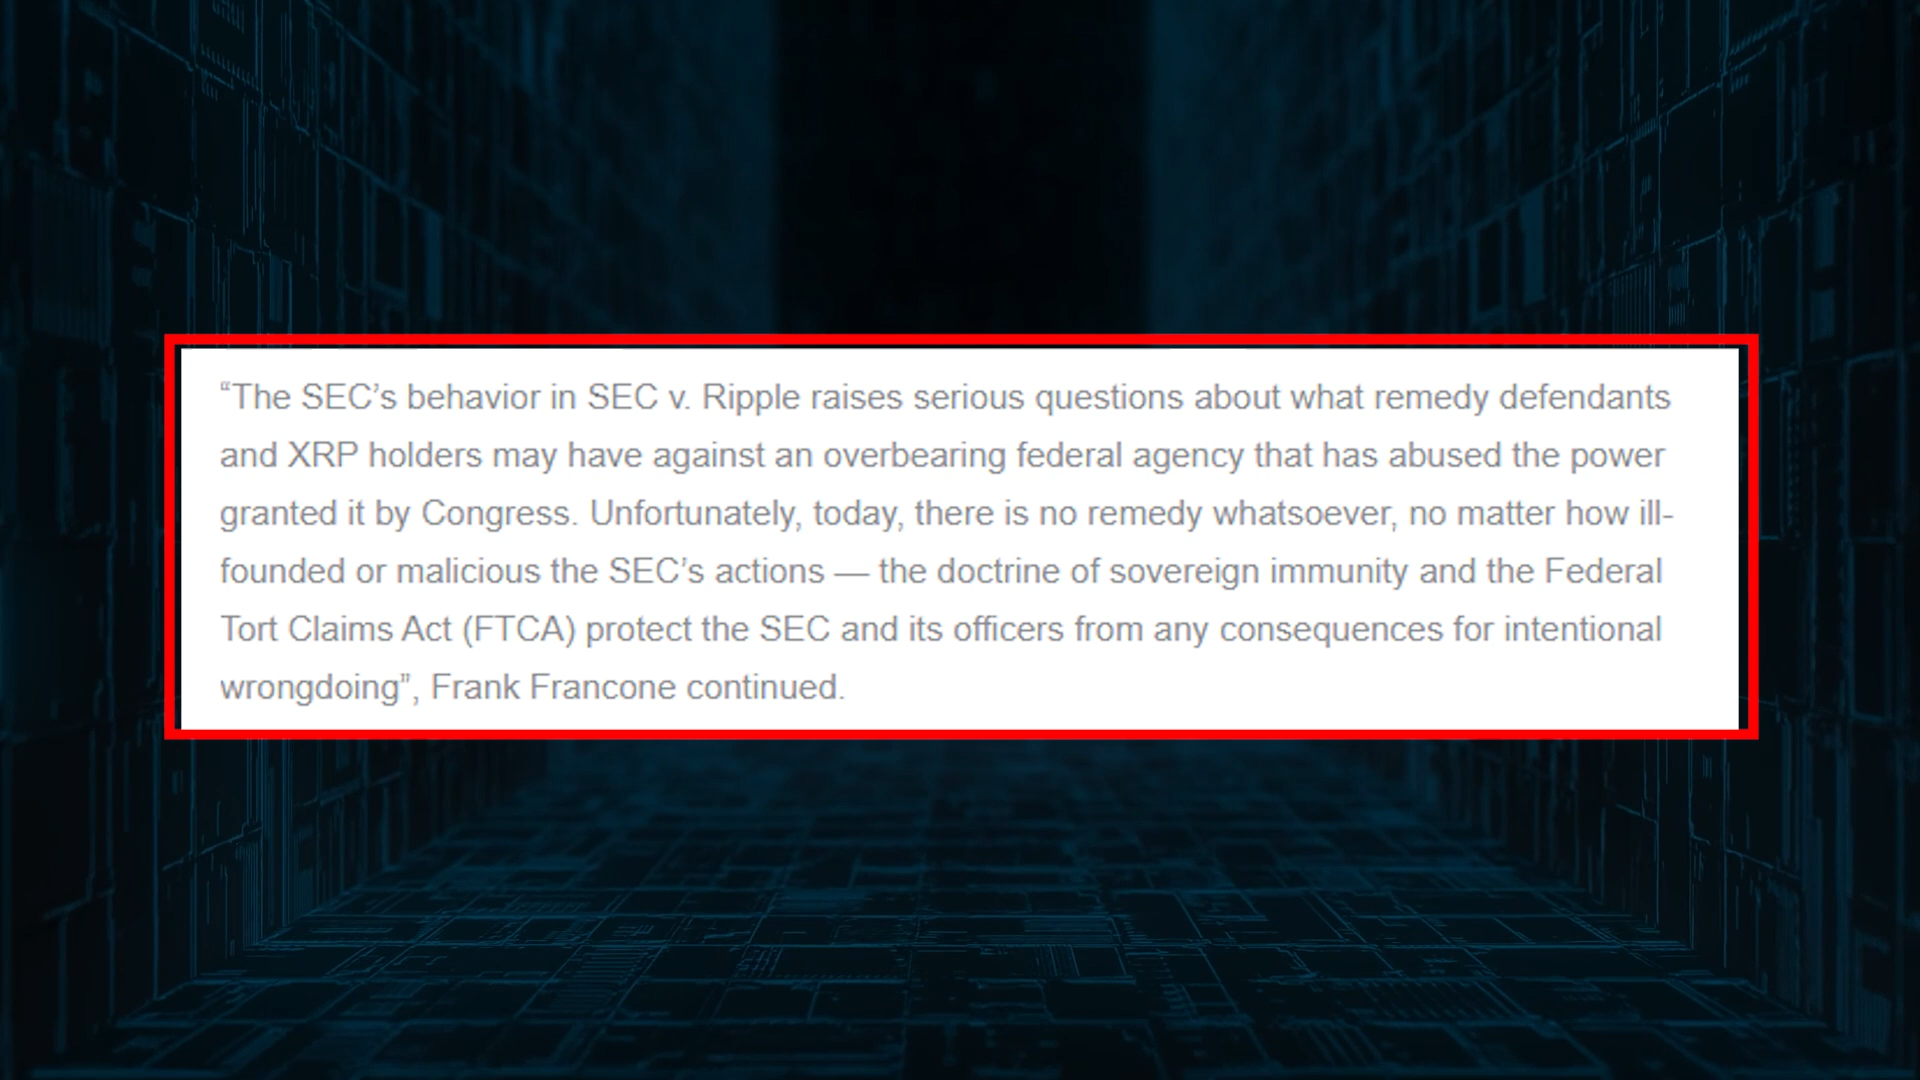 “The SEC’s behavior in SEC v. Ripple raises serious questions about what remedy defendants
and XRP holders may have against an overbearing federal agency that has abused the power
granted it by Congress. Unfortunately, today, there is no remedy whatsoever, no matter how ill-
founded or malicious the SEC’s actions — the doctrine of sovereign immunity and the Federal
Tort Claims Act (FTCA) protect the SEC and its officers from any consequences for intentional
wrongdoing”, Frank Francone continued.